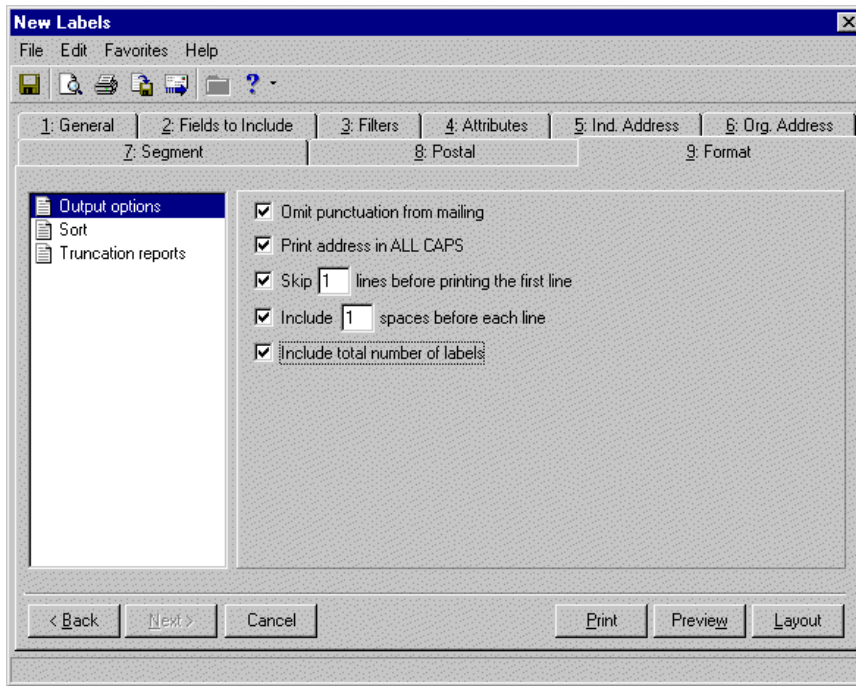 New Labels
File Edit Favorites Help
1: General 2: Fields to Include 3: Filters 4: Attributes 5: Ind. Address 6: Org. Address
7: Segment 8: Postal 9: Format
Output options
Sort
Truncation reports
Omit punctuation from mailing
Print address in ALL CAPS
Skip 1 lines before printing the first line
Include 1 spaces before each line
Include total number of labels
< Back Next > Cancel Print Preview Layout